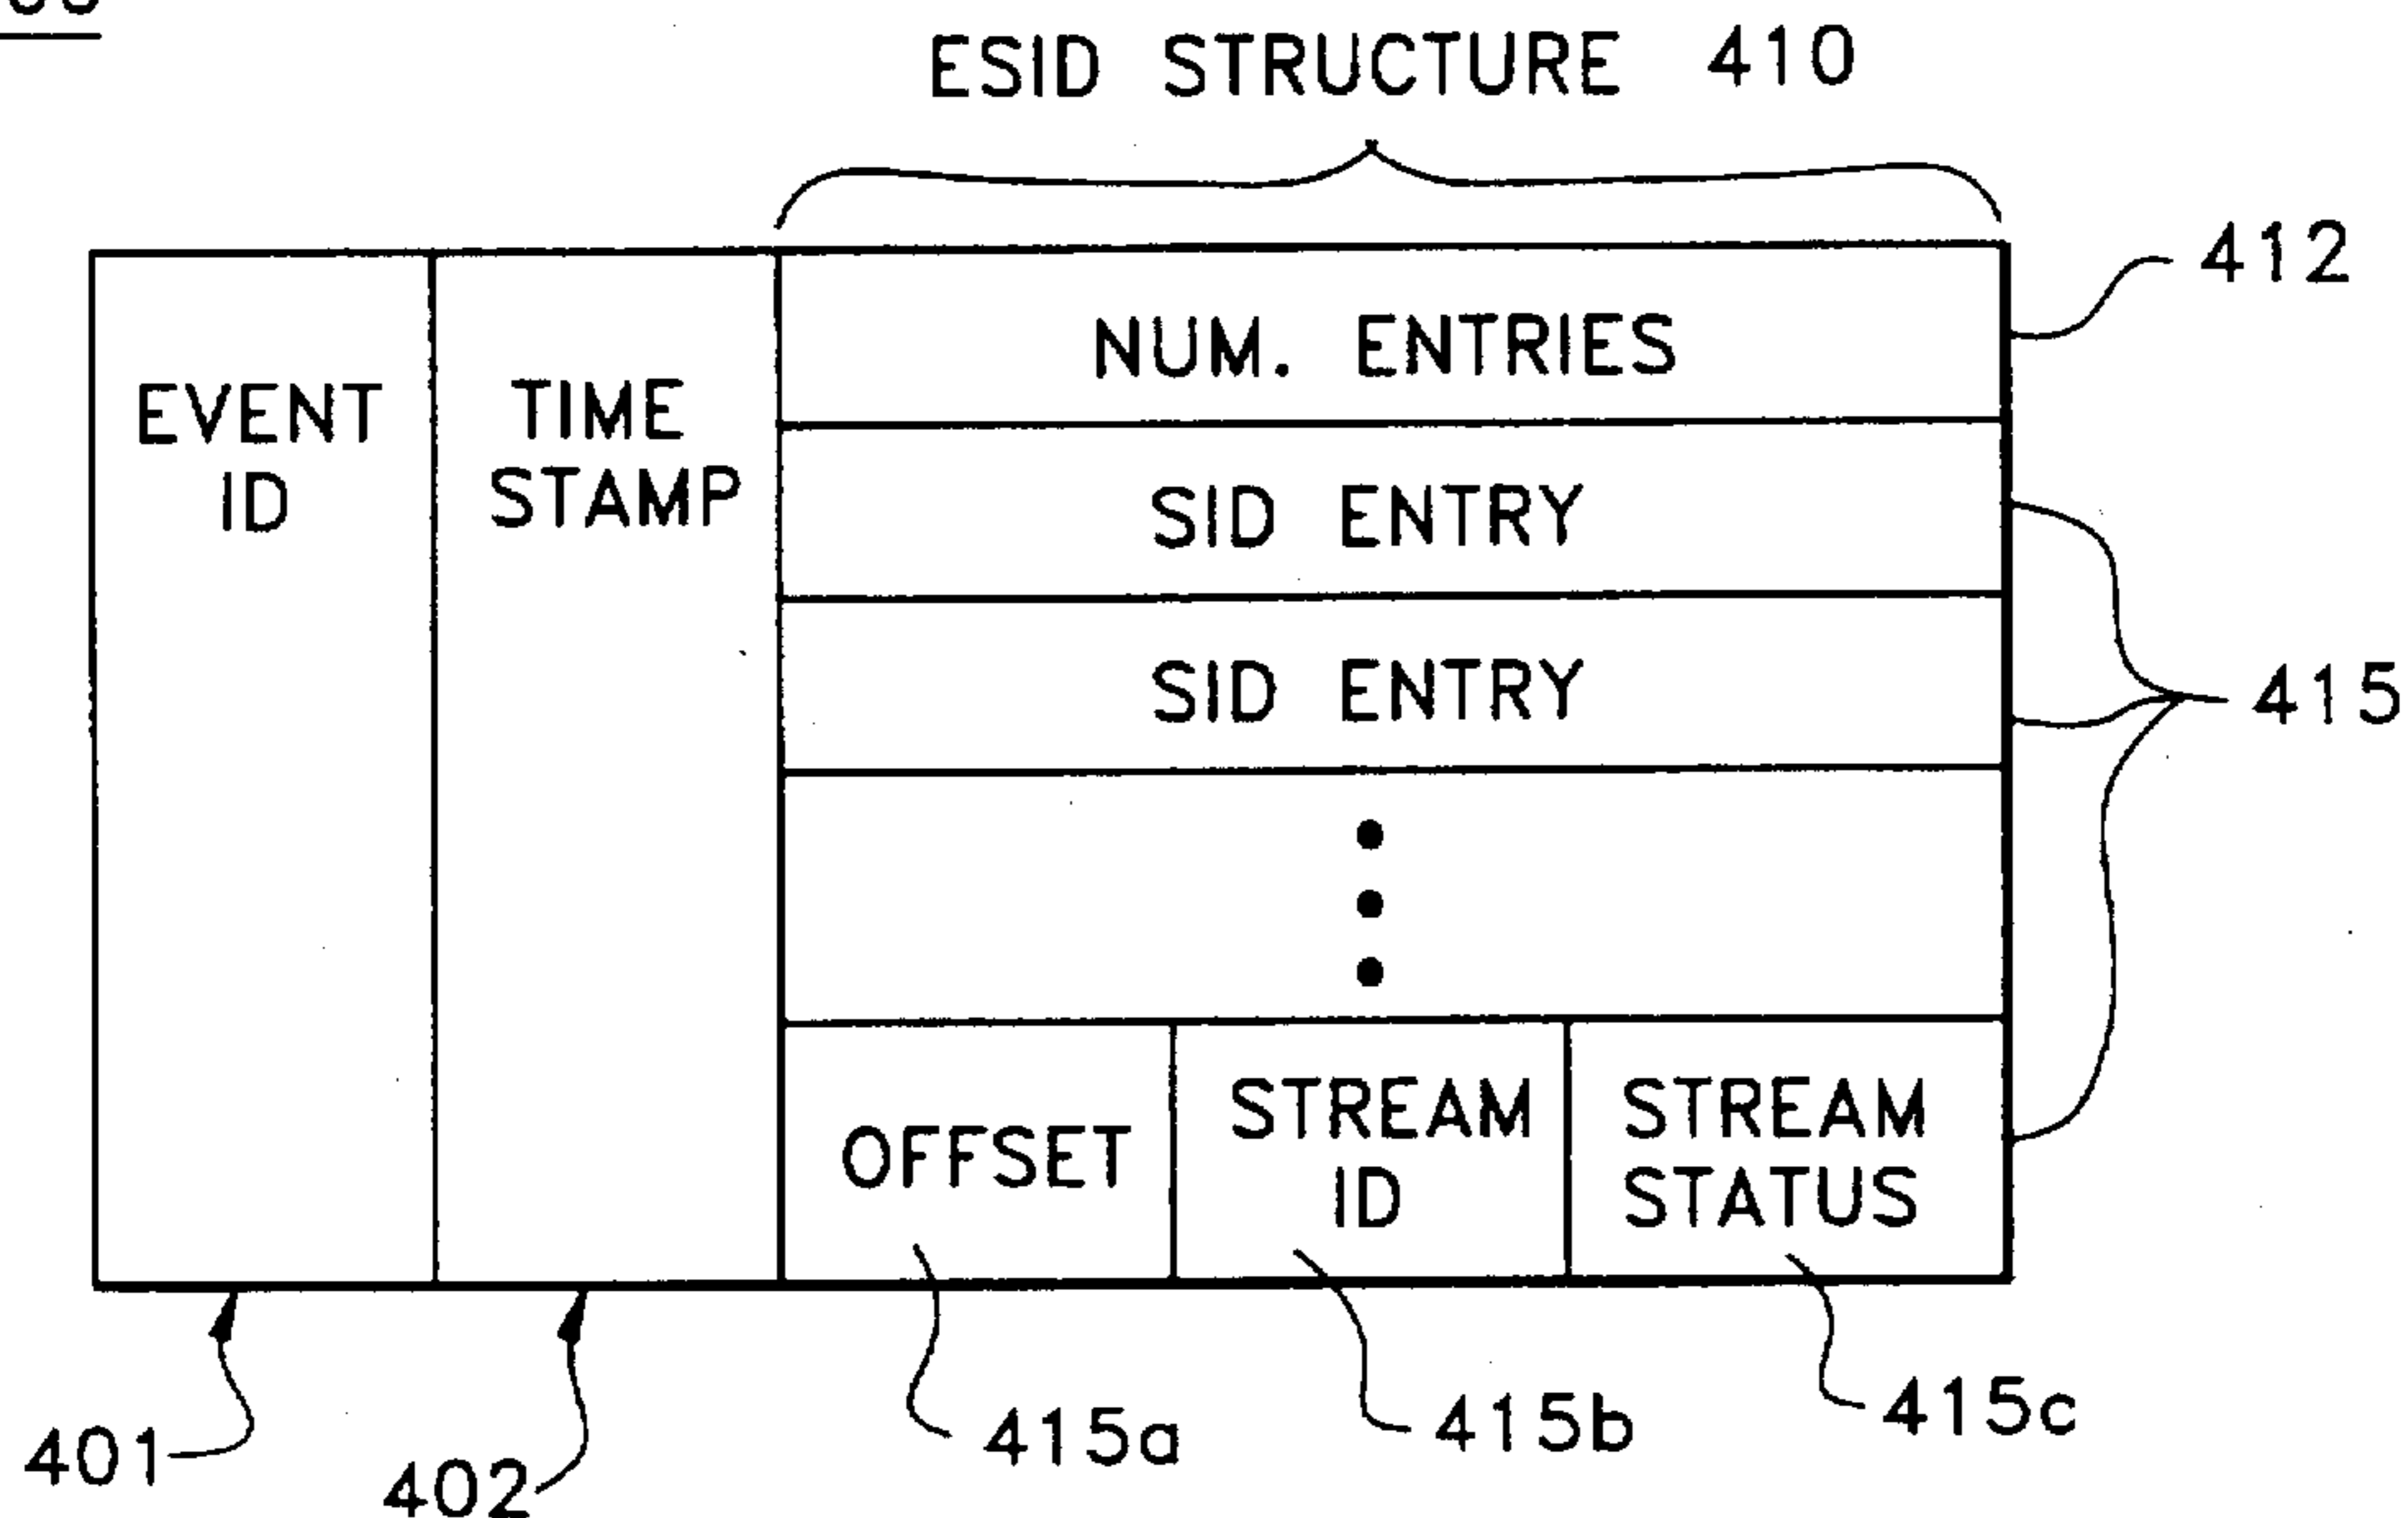 ESID STRUCTURE 410
412
NUM. ENTRIES
EVENT
ID
TIME
STAMP
SID ENTRY
SID ENTRY
415
OFFSET
STREAM
ID
STREAM
STATUS
401
402
415a
415b
415c